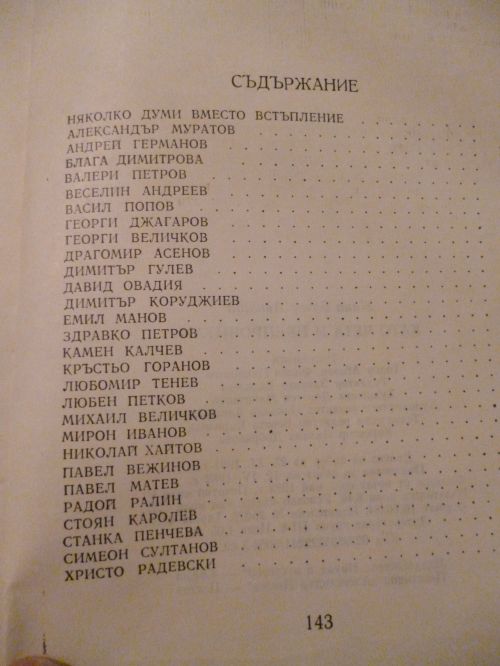 СЪДЪРЖАНИЕ
НЯКОЛКО ДУМИ ВМЕСТО ВСТЪПЛЕНИЕ
АЛЕКСАНДЪР МУРАТОВ
АНДРЕЙ ГЕРМАНОВ
БЛАГА ДИМИТРОВА
ВАЛЕРИ ПЕТРОВ
ВЕСЕЛИН АНДРЕЕВ
ВАСИЛ ПОПОВ
ГЕОРГИ ДЖАГАРОВ
ГЕОРГИ ВЕЛИЧКОВ
ДРАГОМИР АСЕНОВ
ДИМИТЪР ГУЛЕВ
ДАВИД ОВАДИЯ
ДИМИТЪР КОРУДЖИЕВ
ЕМИЛ МАНОВ
ЗДРАВКО ПЕТРОВ
КАМЕН КАЛЧЕВ
КРЪСТЬО ГОРАНОВ
ЛЮБОМИР ТЕНЕВ
ЛЮБЕН ПЕТКОВ
МИХАИЛ ВЕЛИЧКОВ
МИРОН ИВАНОВ
НИКОЛАЙ ХАЙТОВ
ПАВЕЛ ВЕЖИНОВ
ПАВЕЛ МАТЕВ
РАДОЙ РАЛИН
СТОЯН КАРОЛЕВ
СТАНКА ПЕНЧЕВА
СИМЕОН СУЛТАНОВ
ХРИСТО РАДЕВСКИ
143